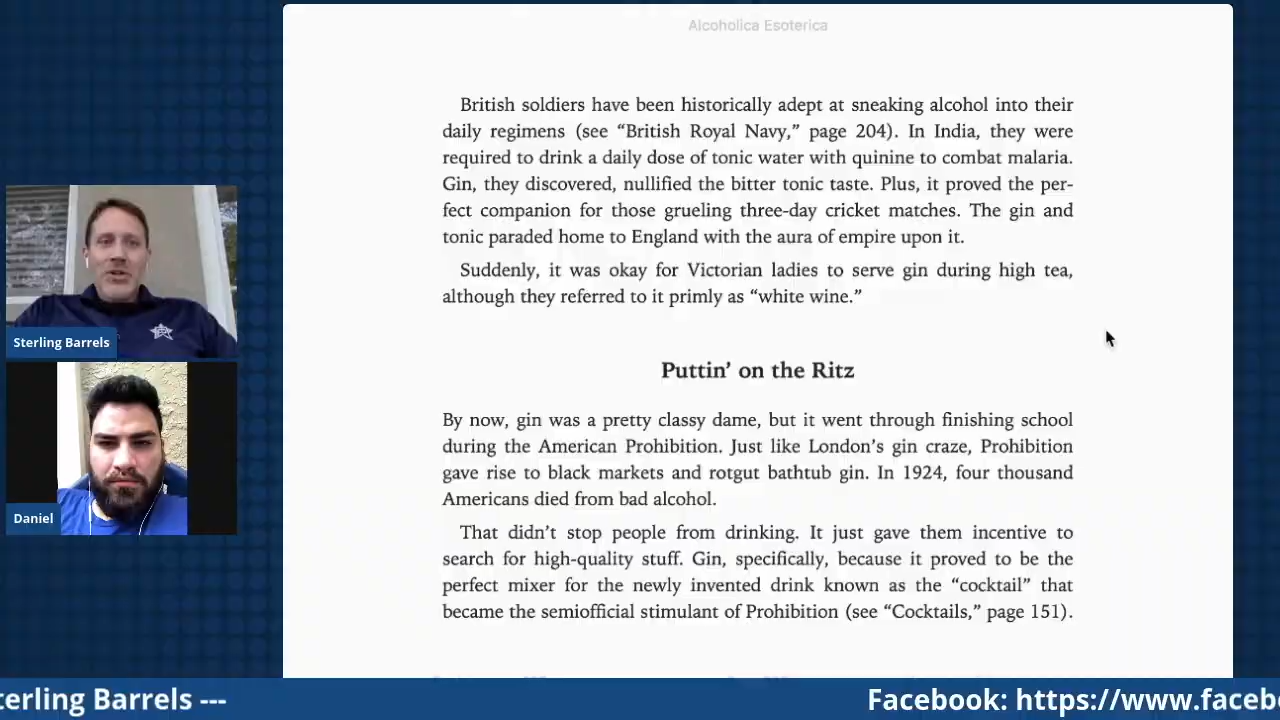 Alcoholica Esoterica
British soldiers have been historically adept at sneaking alcohol into their
daily regimens (see “British Royal Navy,” page 204). In India, they were
required to drink a daily dose of tonic water with quinine to combat malaria.
Gin, they discovered, nullified the bitter tonic taste. Plus, it proved the per-
fect companion for those grueling three-day cricket matches. The gin and
tonic paraded home to England with the aura of empire upon it.
Suddenly, it was okay for Victorian ladies to serve gin during high tea,
although they referred to it primly as “white wine.”
Puttin’ on the Ritz
By now, gin was a pretty classy dame, but it went through finishing school
during the American Prohibition. Just like London’s gin craze, Prohibition
gave rise to black markets and rotgut bathtub gin. In 1924, four thousand
Americans died from bad alcohol.
That didn’t stop people from drinking. It just gave them incentive to
search for high-quality stuff. Gin, specifically, because it proved to be the
perfect mixer for the newly invented drink known as the “cocktail” that
became the semiofficial stimulant of Prohibition (see “Cocktails,” page 151).
Sterling Barrels
Daniel
terling Barrels --- Facebook: https://www.faceb